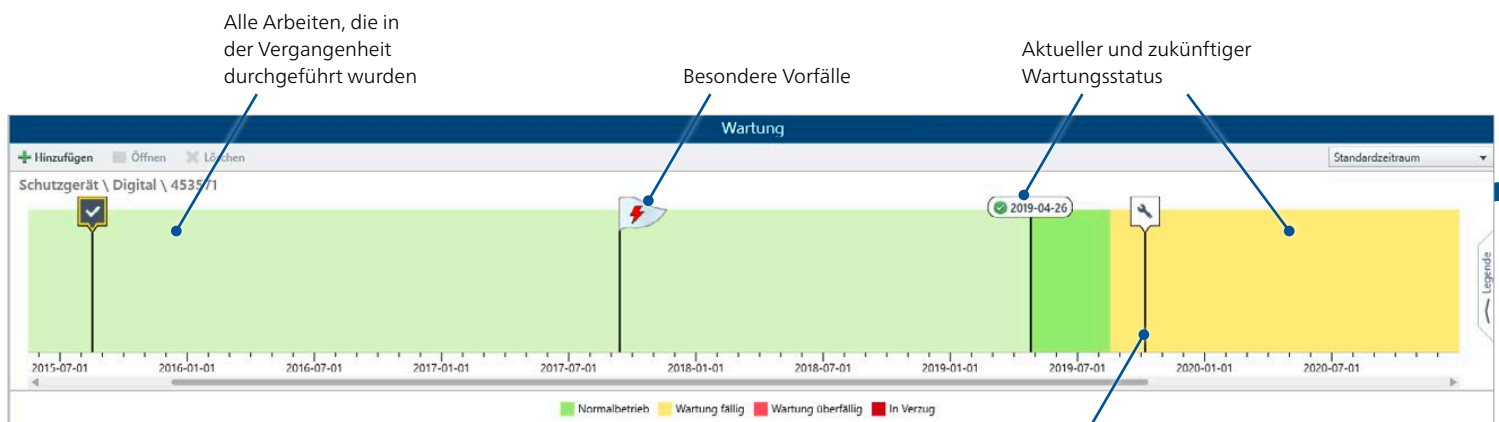 Alle Arbeiten, die in
der Vergangenheit
durchgeführt wurden
Besondere Vorfälle
Aktueller und zukünftiger
Wartungsstatus
Wartung
Hinzufügen Öffnen Löschen Standardzeitraum
Schutzgerät \ Digital \ 453571
2019-04-26
Legende
2015-07-01 2016-01-01 2016-07-01 2017-01-01 2017-07-01 2018-01-01 2018-07-01 2019-01-01 2019-07-01 2020-01-01 2020-07-01
Normalbetrieb Wartung fällig Wartung überfällig In Verzug